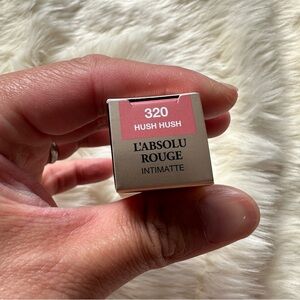 320
HUSH HUSH
L'ABSOLU
ROUGE
INTIMATTE